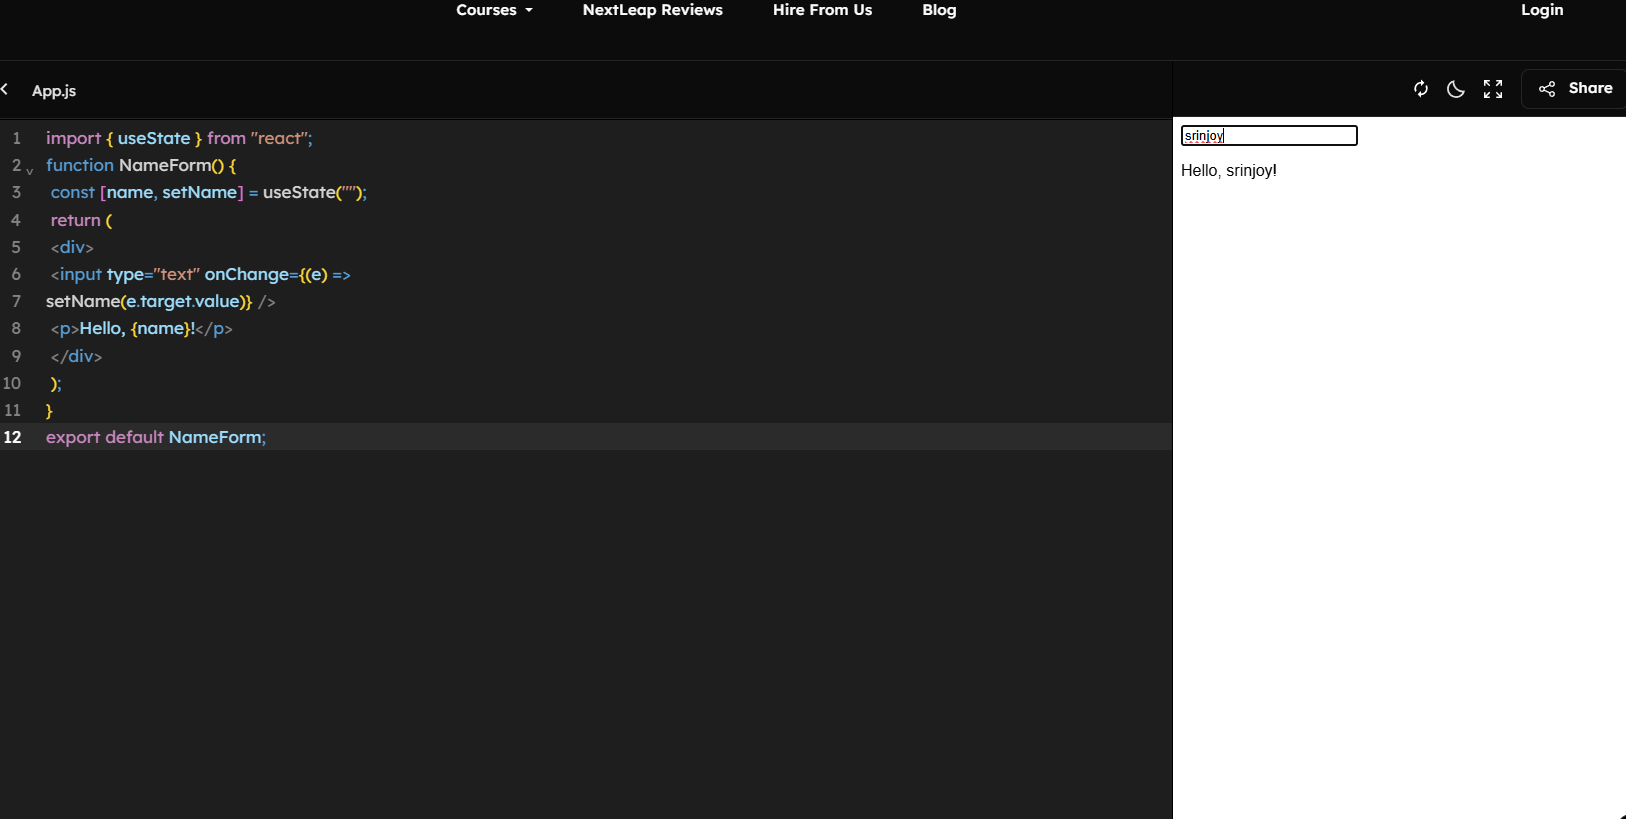 Courses NextLeap Reviews Hire From Us Blog Login
App.js Share
1 import { useState } from "react";
2 function NameForm() {
3 const [name, setName] = useState("");
4 return (
5 <div>
6 <input type="text" onChange={(e) =>
7 setName(e.target.value)} />
8 <p>Hello, {name}!</p>
9 </div>
10 );
11 }
12 export default NameForm;
srinjoy
Hello, srinjoy!